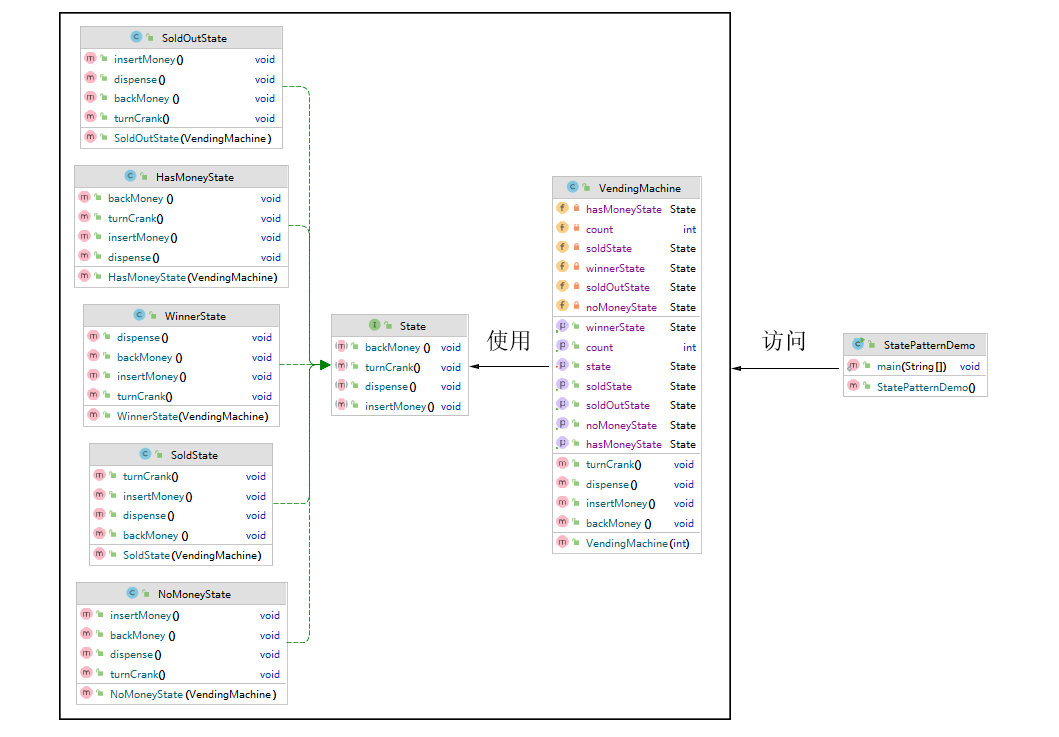 SoldOutState
insertMoney() void
dispense() void
backMoney () void
turnCrank() void
SoldOutState(VendingMachine)
HasMoneyState
backMoney () void
turnCrank() void
insertMoney() void
dispense() void
HasMoneyState(VendingMachine)
WinnerState
dispense() void
backMoney () void
insertMoney() void
turnCrank() void
WinnerState(VendingMachine)
SoldState
turnCrank() void
insertMoney() void
dispense() void
backMoney () void
SoldState(VendingMachine)
NoMoneyState
insertMoney() void
backMoney () void
dispense() void
turnCrank() void
NoMoneyState(VendingMachine)
State
backMoney () void
turnCrank() void
dispense() void
insertMoney() void
使用
VendingMachine
hasMoneyState State
count int
soldState State
winnerState State
soldOutState State
noMoneyState State
winnerState State
count int
state State
soldState State
soldOutState State
noMoneyState State
hasMoneyState State
turnCrank() void
dispense() void
insertMoney() void
backMoney () void
VendingMachine(int)
访问
StatePatternDemo
main(String[]) void
StatePatternDemo()